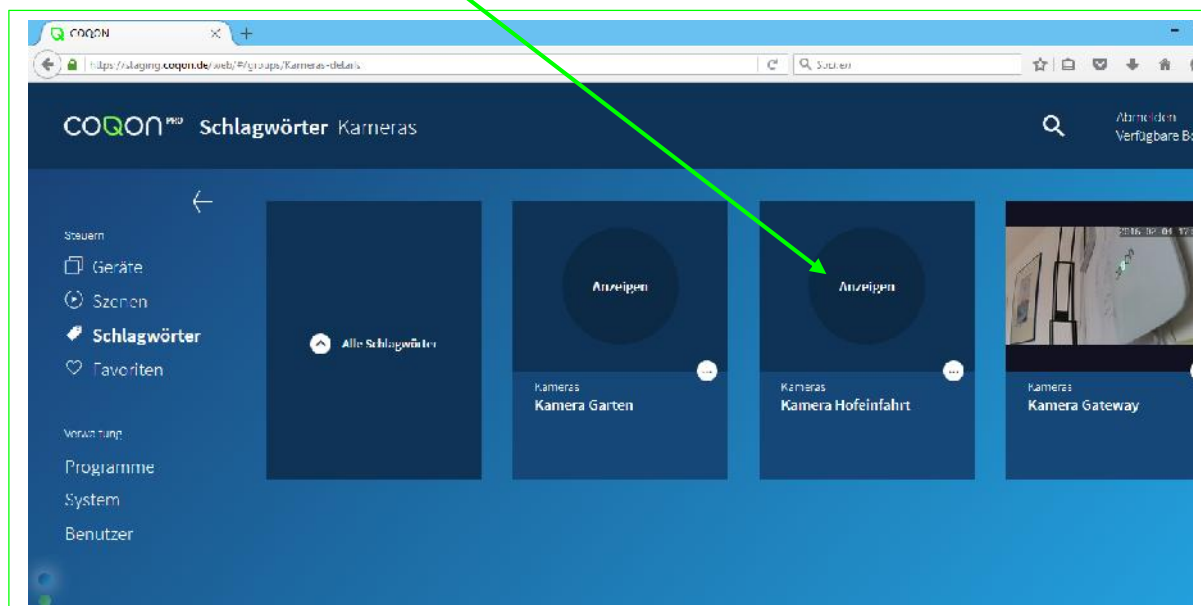 COQON
https://staging.coqon.de/web/#/groups/Kameras-details
Suchen
COQON PRO Schlagwörter Kameras
Abmelden
Verfügbare
Steuern
Geräte
Szenen
Schlagwörter
Favoriten
Verwaltung
Programme
System
Benutzer
Alle Schlagwörter
Anzeigen
Kameras
Kamera Garten
Anzeigen
Kameras
Kamera Hofeinfahrt
Kameras
Kamera Gateway